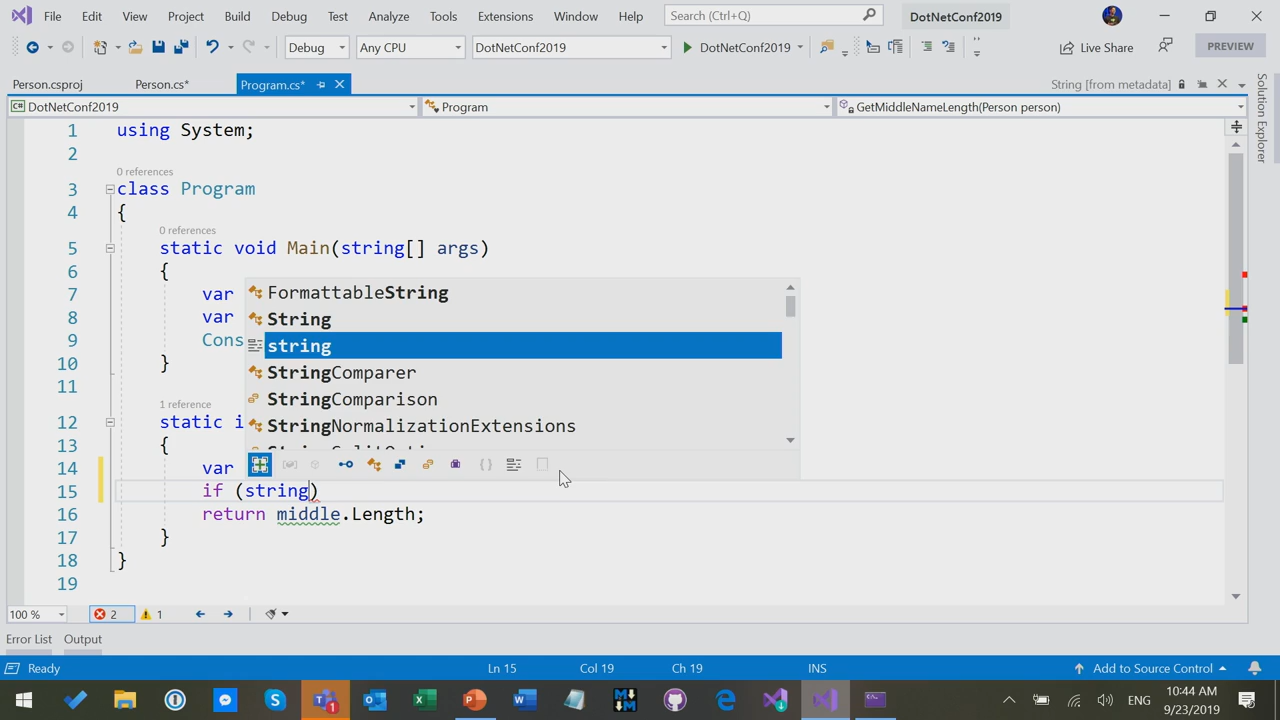 File Edit View Project Build Debug Test Analyze Tools Extensions Window Help Search (Ctrl+Q) DotNetConf2019
Debug Any CPU DotNetConf2019 DotNetConf2019 Live Share PREVIEW
Person.csproj Person.cs* Program.cs* String [from metadata]
DotNetConf2019 Program GetMiddleNameLength(Person person)
Solution Explorer
1 using System;
2
0 references
3 class Program
4 {
0 references
5 static void Main(string[] args)
6 {
7 var
8 var
9 Cons
10 }
11
FormattableString
String
string
StringComparer
StringComparison
StringNormalizationExtensions
1 reference
12 static i
13 {
14 var
15 if (string)
16 return middle.Length;
17 }
18 }
19
100 % 2 1
Error List Output
Ready Ln 15 Col 19 Ch 19 INS Add to Source Control
ENG 10:44 AM
9/23/2019